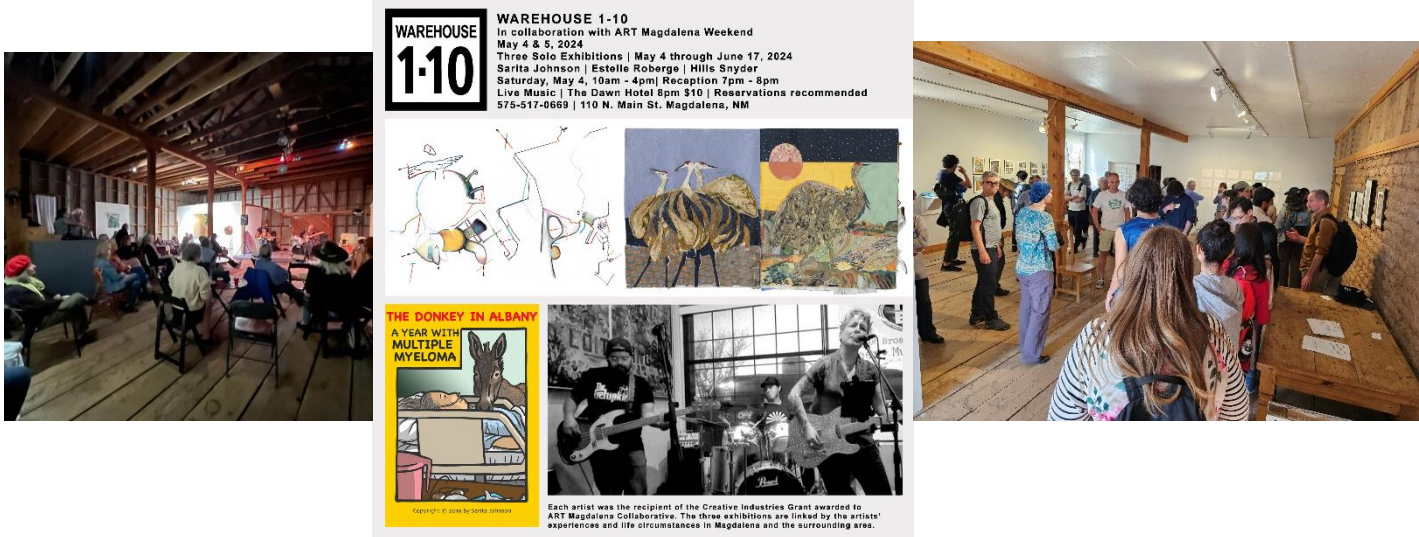 WAREHOUSE
1-10
WAREHOUSE 1-10
In collaboration with ART Magdalena Weekend
May 4 & 5, 2024
Three Solo Exhibitions | May 4 through June 17, 2024
Sarita Johnson | Estelle Roberge | Hills Snyder
Saturday, May 4, 10am - 4pm| Reception 7pm - 8pm
Live Music | The Dawn Hotel 8pm $10 | Reservations recommended
575-517-0669 | 110 N. Main St. Magdalena, NM
THE DONKEY IN ALBANY
A YEAR WITH
MULTIPLE
MYELOMA
Copyright © 2019 by Sarita Johnson
Pearl
Each artist was the recipient of the Creative Industries Grant awarded to
ART Magdalena Collaborative. The three exhibitions are linked by the artists'
experiences and life circumstances in Magdalena and the surrounding area.